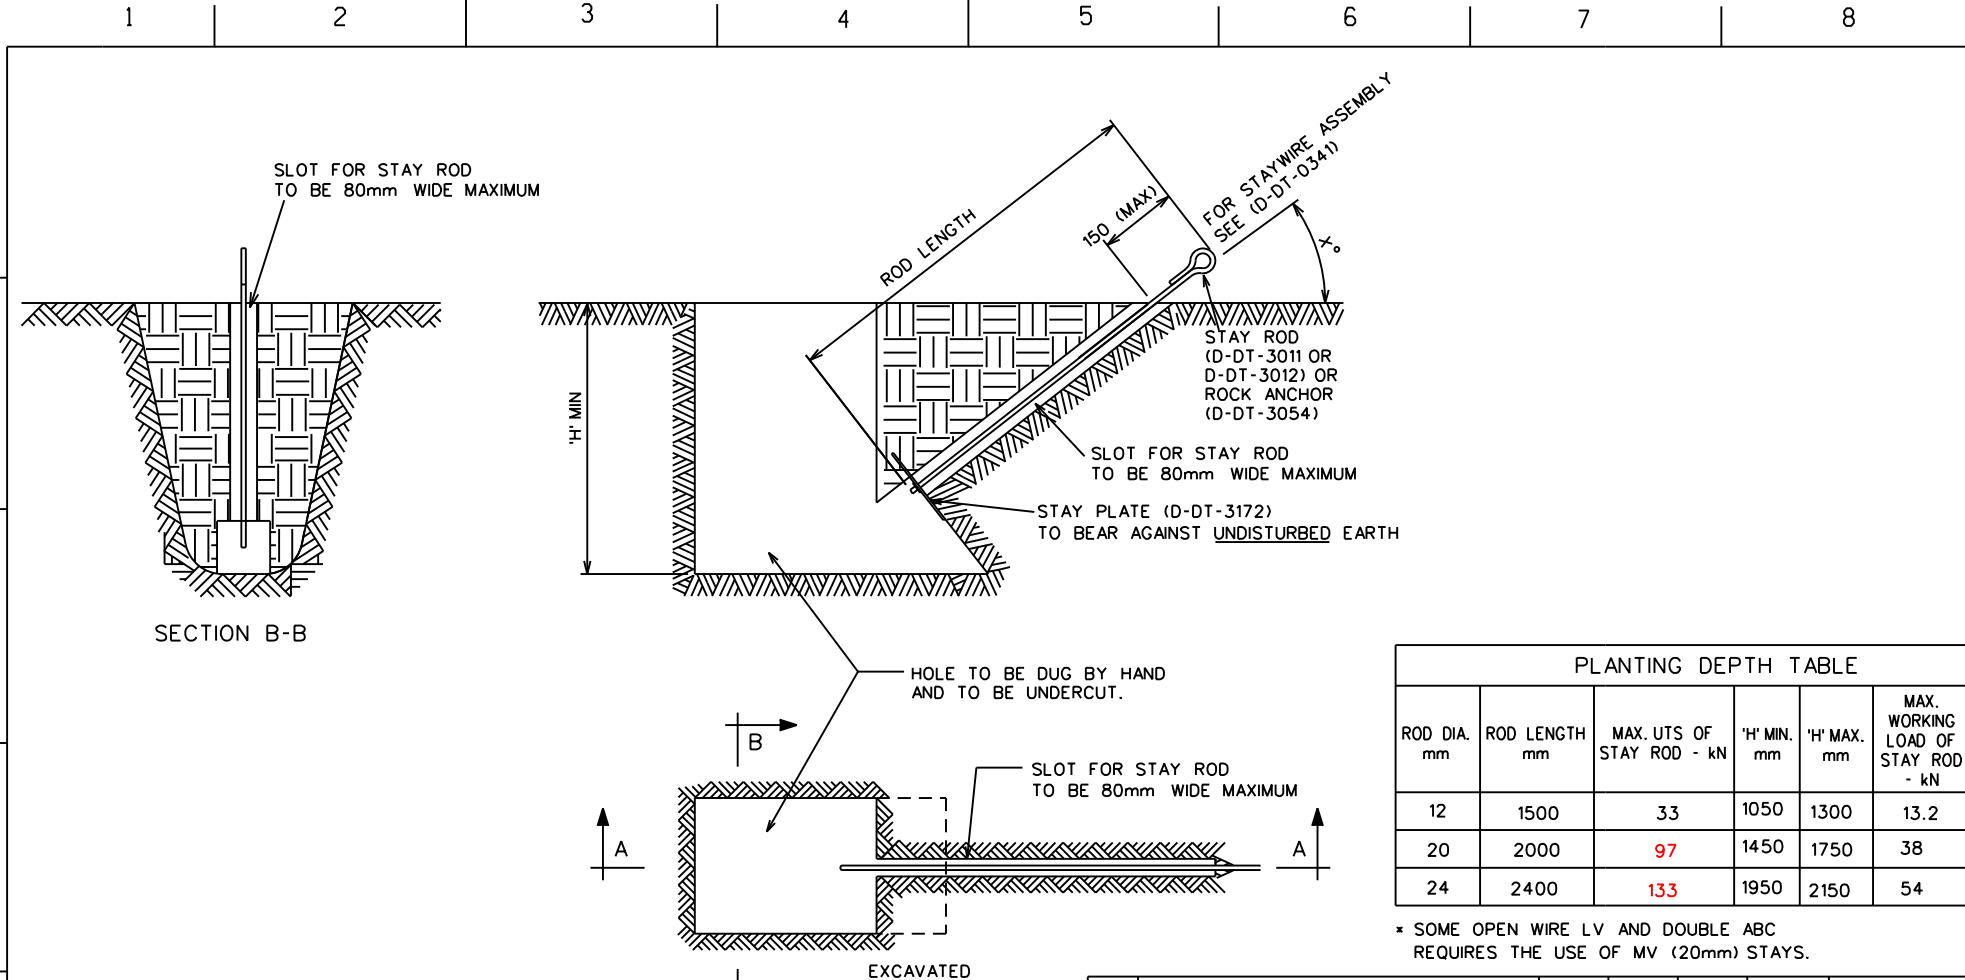 1 2 3 4 5 6 7 8
SLOT FOR STAY ROD
TO BE 80mm WIDE MAXIMUM
SECTION B-B
'H' MIN
ROD LENGTH
150 (MAX)
FOR STAYWIRE ASSEMBLY
SEE (D-DT-0341)
X°
STAY ROD
(D-DT-3011 OR
D-DT-3012) OR
ROCK ANCHOR
(D-DT-3054)
SLOT FOR STAY ROD
TO BE 80mm WIDE MAXIMUM
STAY PLATE (D-DT-3172)
TO BEAR AGAINST UNDISTURBED EARTH
HOLE TO BE DUG BY HAND
AND TO BE UNDERCUT.
B
SLOT FOR STAY ROD
TO BE 80mm WIDE MAXIMUM
A A
EXCAVATED
PLANTING DEPTH TABLE
ROD DIA. mm ROD LENGTH mm MAX. UTS OF STAY ROD - kN 'H' MIN. mm 'H' MAX. mm MAX. WORKING LOAD OF STAY ROD - kN
12 1500 33 1050 1300 13.2
20 2000 97 1450 1750 38
24 2400 133 1950 2150 54
* SOME OPEN WIRE LV AND DOUBLE ABC
REQUIRES THE USE OF MV (20mm) STAYS.